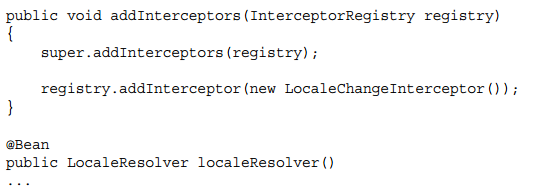 public void addInterceptors(InterceptorRegistry registry)
{
    super.addInterceptors(registry);
    registry.addInterceptor(new LocaleChangeInterceptor());
}
@Bean
public LocaleResolver localeResolver()
...